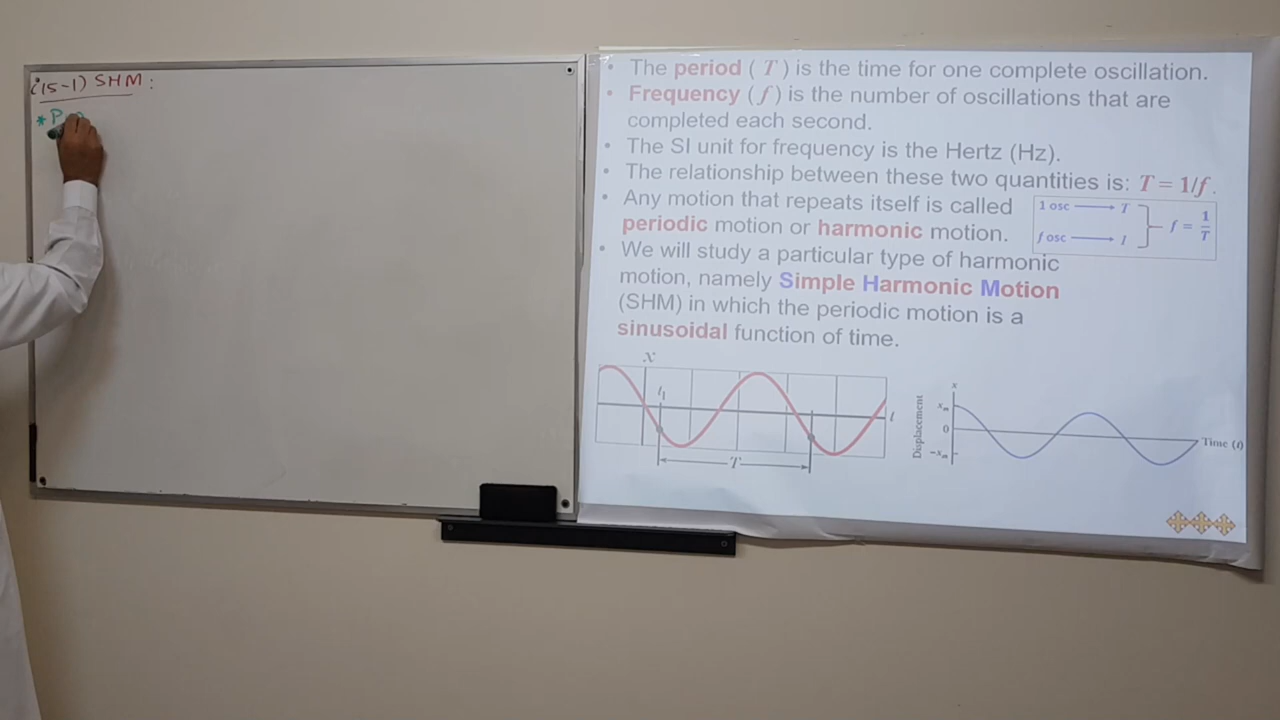 (15-1) SHM :
* P
• The period ( T ) is the time for one complete oscillation.
• Frequency (f) is the number of oscillations that are
completed each second.
• The SI unit for frequency is the Hertz (Hz).
• The relationship between these two quantities is: T = 1/f.
• Any motion that repeats itself is called
periodic motion or harmonic motion.
1 osc → T
f osc → 1
f = 1/T
• We will study a particular type of harmonic
motion, namely Simple Harmonic Motion
(SHM) in which the periodic motion is a
sinusoidal function of time.
x
t1
t
T
Displacement
x
xm
0
-xm
Time (t)